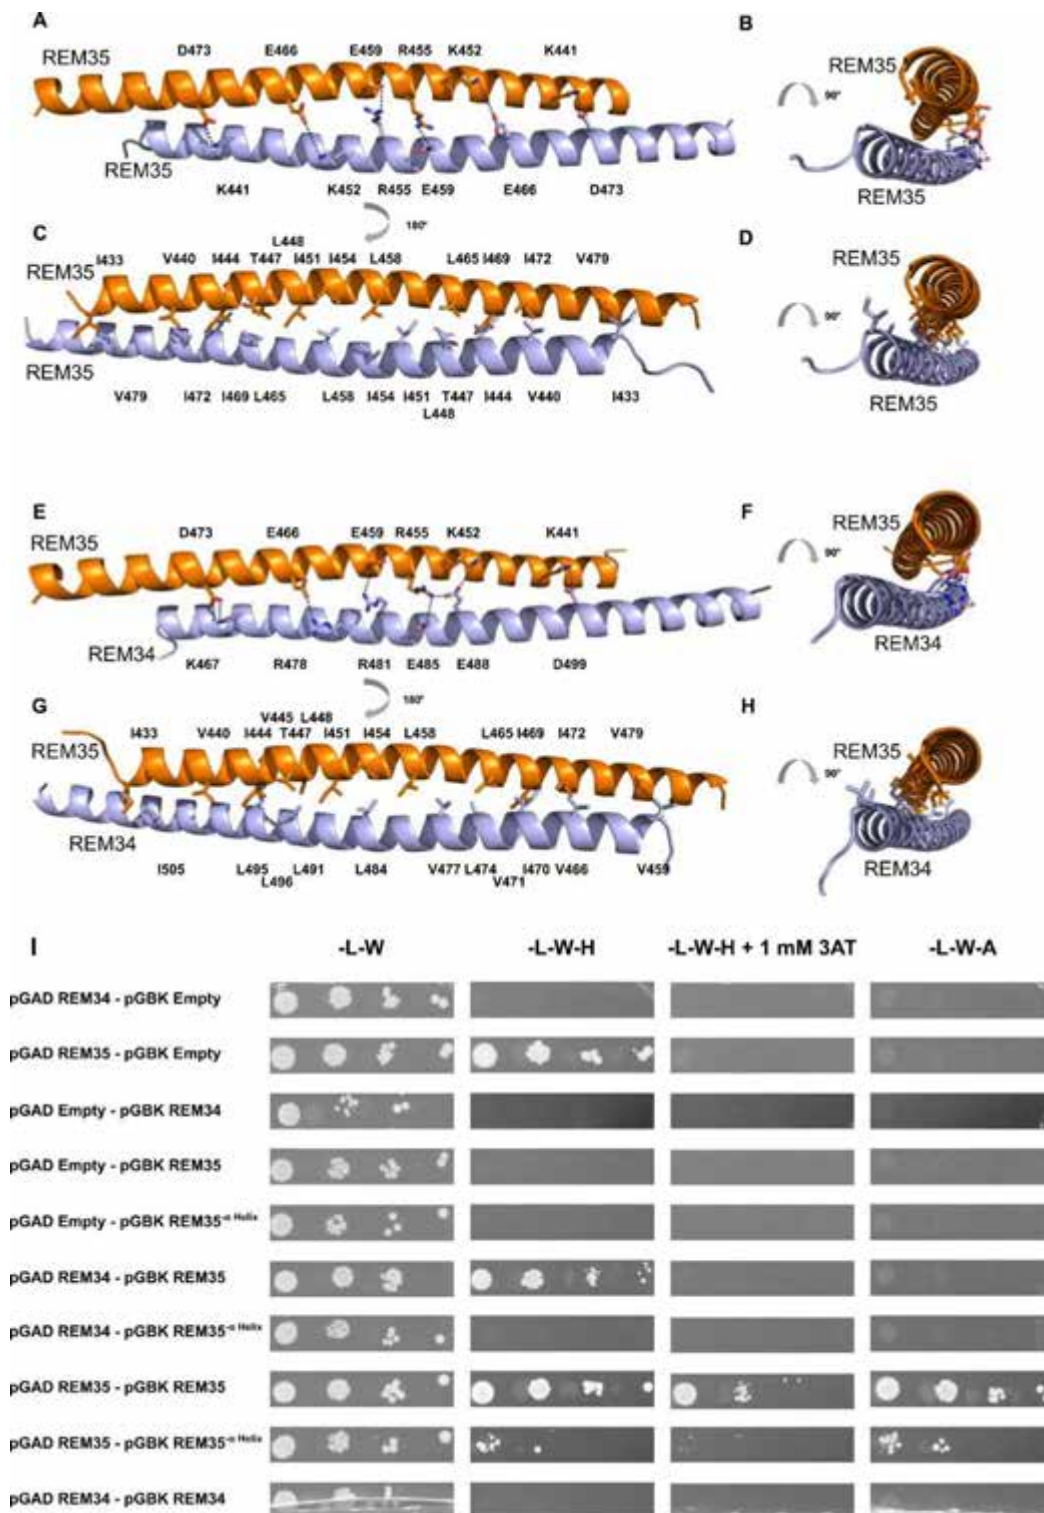 A
B
D473 E466 E459 R455 K452 K441
REM35
REM35
90°
REM35
K441 K452 R455 E459 E466 D473
REM35
180°
C
D
L448
I433 V440 I444 T447 I451 I454 L458 L465 I469 I472 V479
REM35
REM35
90°
REM35
V479 I472 I469 L465 L458 I454 I451 T447 I444 V440 I433
L448
REM35
E
F
D473 E466 E459 R455 K452 K441
REM35
REM35
90°
REM34
K467 R478 R481 E485 E488 D499
REM34
180°
G
H
V445 L448
I433 V440 I444 T447 I451 I454 L458 L465 I469 I472 V479
REM35
REM35
90°
REM34
I505 L495 L491 L484 V477 L474 I470 V466 V459
L496 V471
REM34
I
-L-W -L-W-H -L-W-H + 1 mM 3AT -L-W-A
pGAD REM34 - pGBK Empty
pGAD REM35 - pGBK Empty
pGAD Empty - pGBK REM34
pGAD Empty - pGBK REM35
pGAD Empty - pGBK REM35-α Helix
pGAD REM34 - pGBK REM35
pGAD REM34 - pGBK REM35-α Helix
pGAD REM35 - pGBK REM35
pGAD REM35 - pGBK REM35-α Helix
pGAD REM34 - pGBK REM34